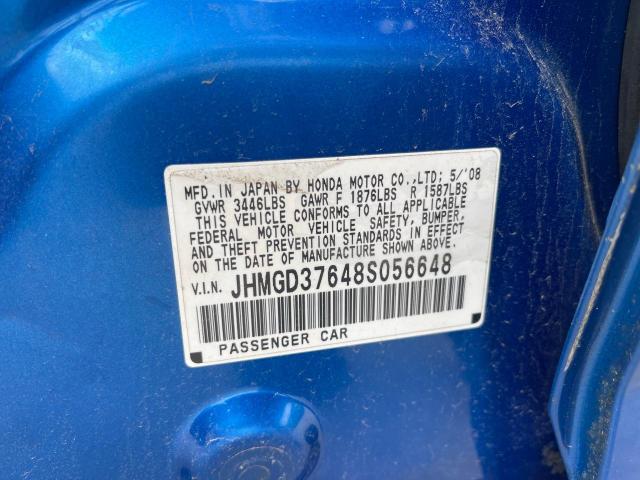 MFD. IN JAPAN BY HONDA MOTOR CO.,LTD; 5/'08
GVWR 3446LBS GAWR F 1876LBS R 1587LBS
THIS VEHICLE CONFORMS TO ALL APPLICABLE
FEDERAL MOTOR VEHICLE SAFETY, BUMPER,
AND THEFT PREVENTION STANDARDS IN EFFECT
ON THE DATE OF MANUFACTURE SHOWN ABOVE.
V.I.N. JHMGD37648S056648
PASSENGER CAR